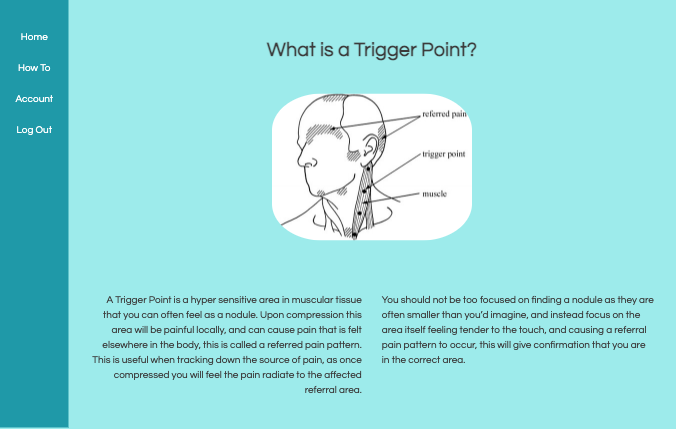 Home
How To
Account
Log Out
What is a Trigger Point?
referred pain
trigger point
muscle
A Trigger Point is a hyper sensitive area in muscular tissue
that you can often feel as a nodule. Upon compression this
area will be painful locally, and can cause pain that is felt
elsewhere in the body, this is called a referred pain pattern.
This is useful when tracking down the source of pain, as once
compressed you will feel the pain radiate to the affected
referral area.
You should not be too focused on finding a nodule as they are
often smaller than you'd imagine, and instead focus on the
area itself feeling tender to the touch, and causing a referral
pain pattern to occur, this will give confirmation that you are
in the correct area.